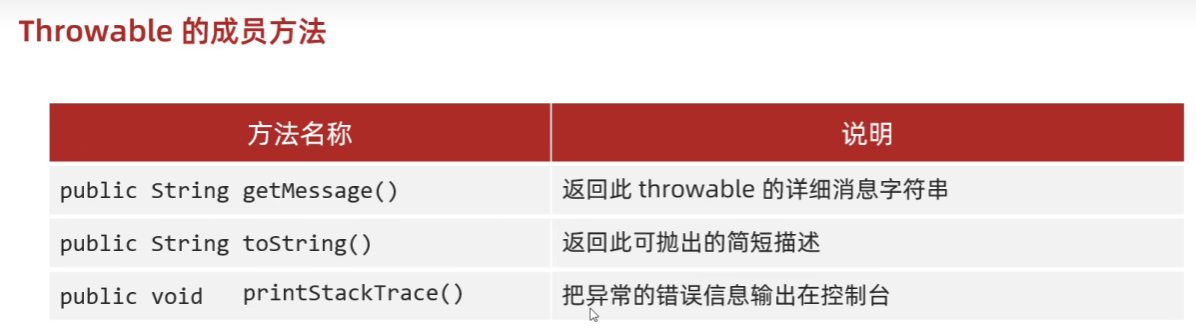 Throwable 的成员方法
方法名称 说明
public String getMessage() 返回此 throwable 的详细消息字符串
public String toString() 返回此可抛出的简短描述
public void printStackTrace() 把异常的错误信息输出在控制台